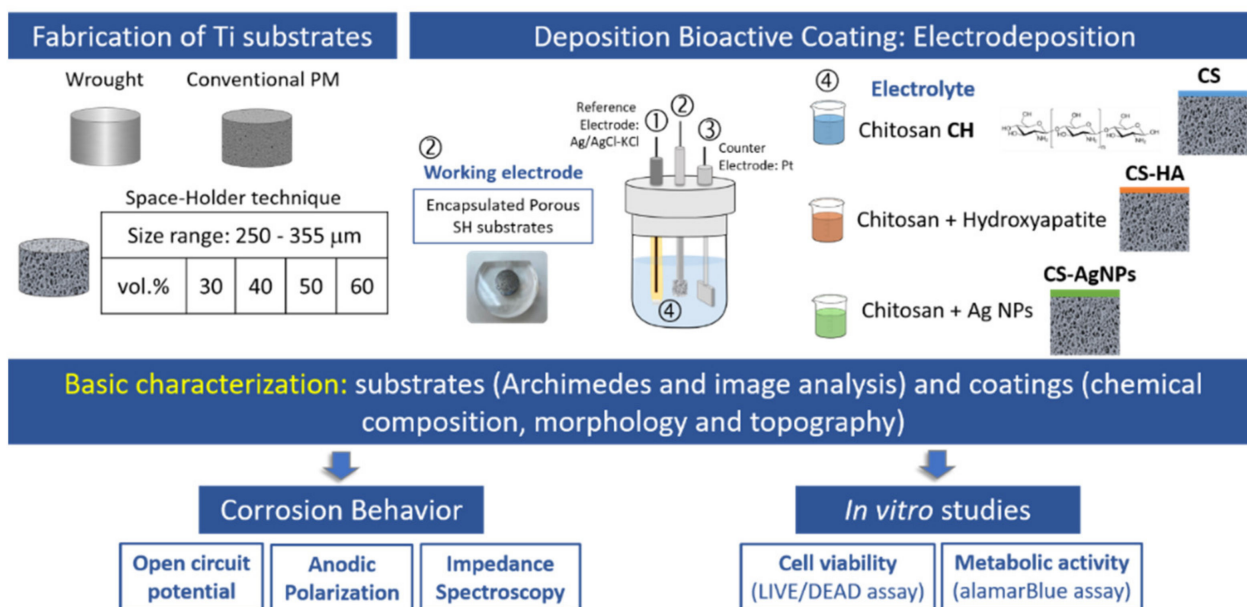 Fabrication of Ti substrates
Wrought
Conventional PM
Space-Holder technique
Size range: 250 - 355 μm
vol.% 30 40 50 60
Deposition Bioactive Coating: Electrodeposition
②
Working electrode
Encapsulated Porous
SH substrates
Reference
Electrode:
Ag/AgCl-KCl
①
②
③
Counter
Electrode: Pt
④
④
Electrolyte
Chitosan CH
CS
Chitosan + Hydroxyapatite
CS-HA
Chitosan + Ag NPs
CS-AgNPs
Basic characterization: substrates (Archimedes and image analysis) and coatings (chemical
composition, morphology and topography)
Corrosion Behavior
Open circuit
potential
Anodic
Polarization
Impedance
Spectroscopy
In vitro studies
Cell viability
(LIVE/DEAD assay)
Metabolic activity
(alamarBlue assay)